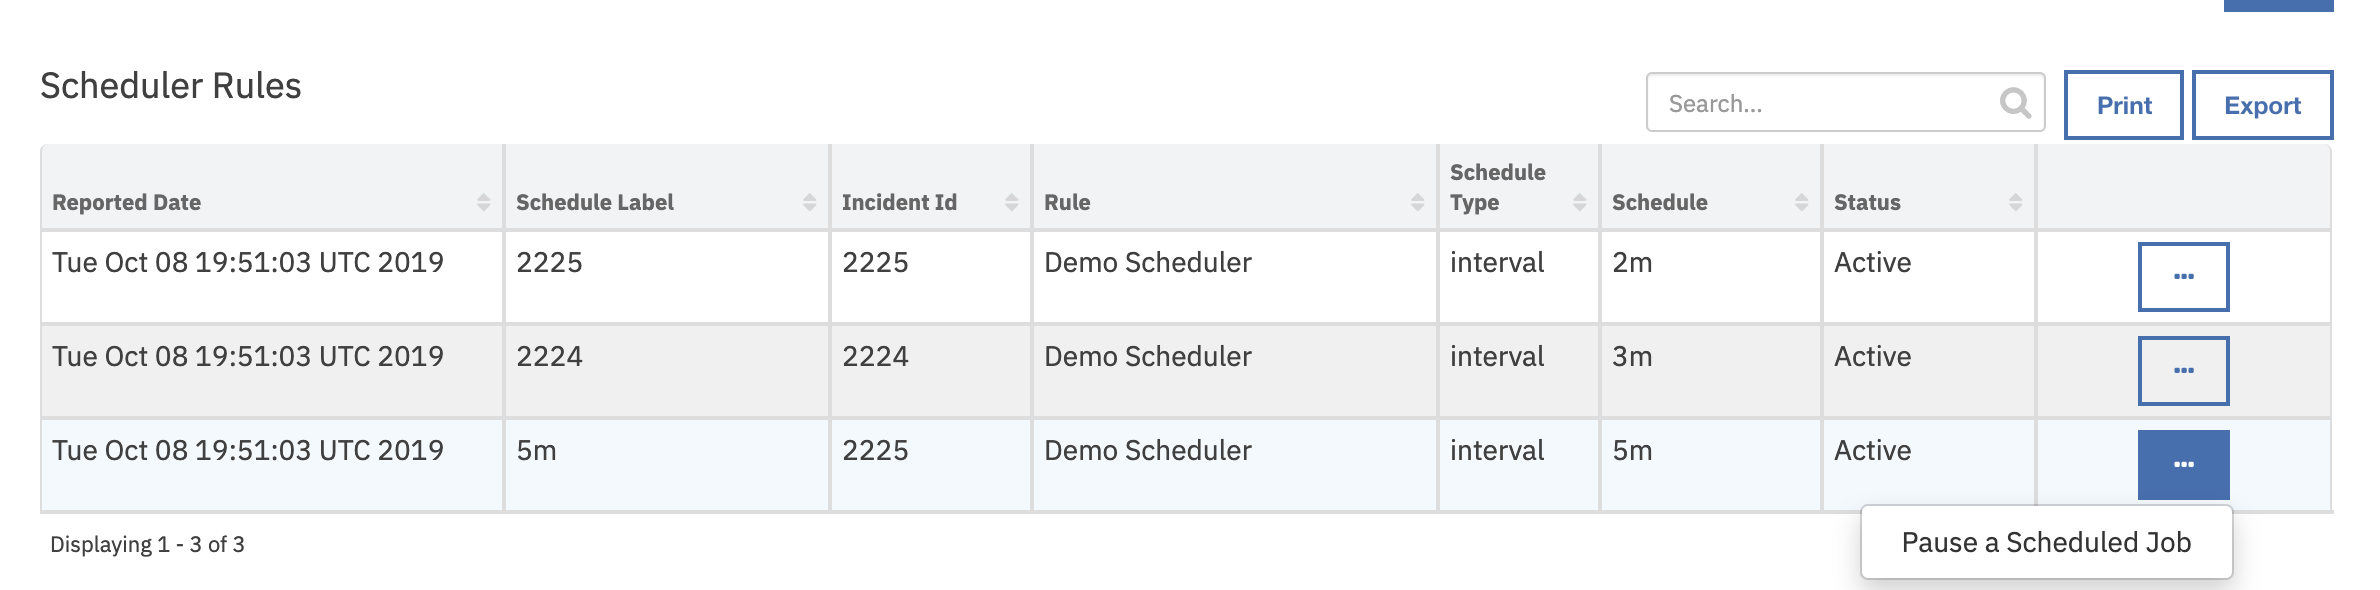 Scheduler Rules
Search...
Print
Export
Reported Date Schedule Label Incident Id Rule Schedule Type Schedule Status
Tue Oct 08 19:51:03 UTC 2019 2225 2225 Demo Scheduler interval 2m Active ...
Tue Oct 08 19:51:03 UTC 2019 2224 2224 Demo Scheduler interval 3m Active ...
Tue Oct 08 19:51:03 UTC 2019 5m 2225 Demo Scheduler interval 5m Active ...
Displaying 1 - 3 of 3
Pause a Scheduled Job